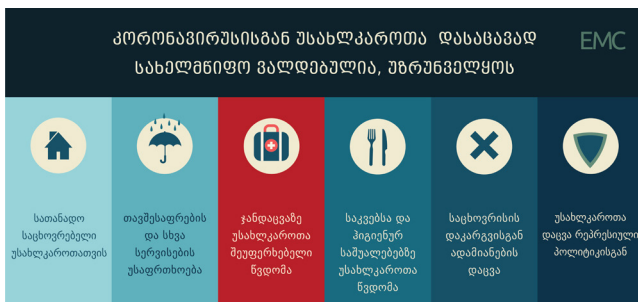 კორონავირუსისგან უსახლკაროთა დასაცავად
EMC
სახელმწიფო ვალდებულია, უზრუნველყოს
სათანადო
საცხოვრებელი
უსახლკაროთათვის
თავშესაფრების
და სხვა
სერვისების
უსაფრთხოება
ჯანდაცვაზე
უსახლკაროთა
შეუფერხებელი
წვდომა
საკვებსა და
ჰიგიენურ
საშუალებებზე
უსახლკაროთა
წვდომა
საცხოვრისის
დაკარგვისგან
ადამიანების
დაცვა
უსახლკაროთა
დაცვა რეპრესიული
პოლიტიკისგან